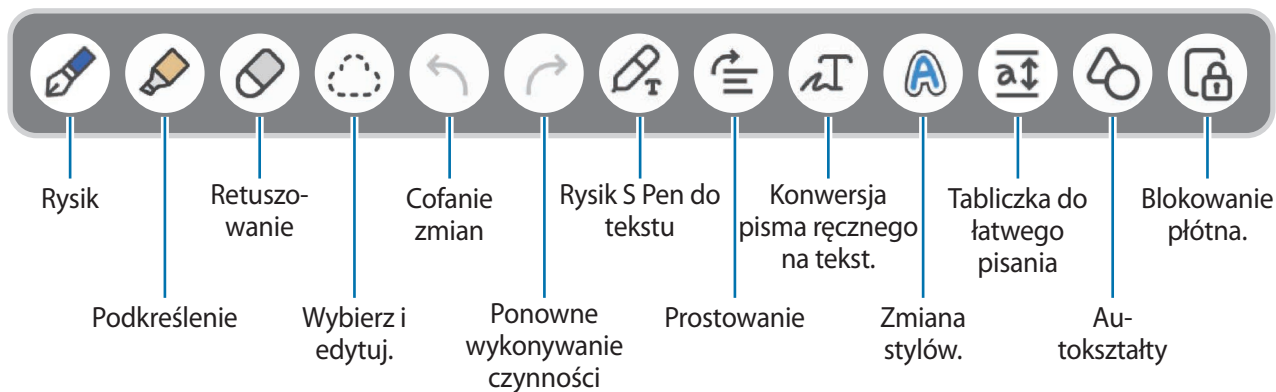 Rysik
Retuszo-
wanie
Cofanie
zmian
Rysik S Pen do
tekstu
Konwersja
pisma ręcznego
na tekst.
Tabliczka do
łatwego
pisania
Blokowanie
płótna.
Podkreślenie
Wybierz i
edytuj.
Ponowne
wykonywanie
czynności
Prostowanie
Zmiana
stylów.
Au-
tokształty